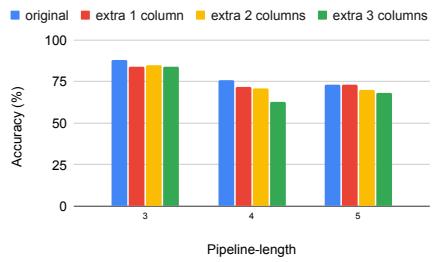 original extra 1 column extra 2 columns extra 3 columns
100
75
50
25
0
Accuracy (%)
3 4 5
Pipeline-length